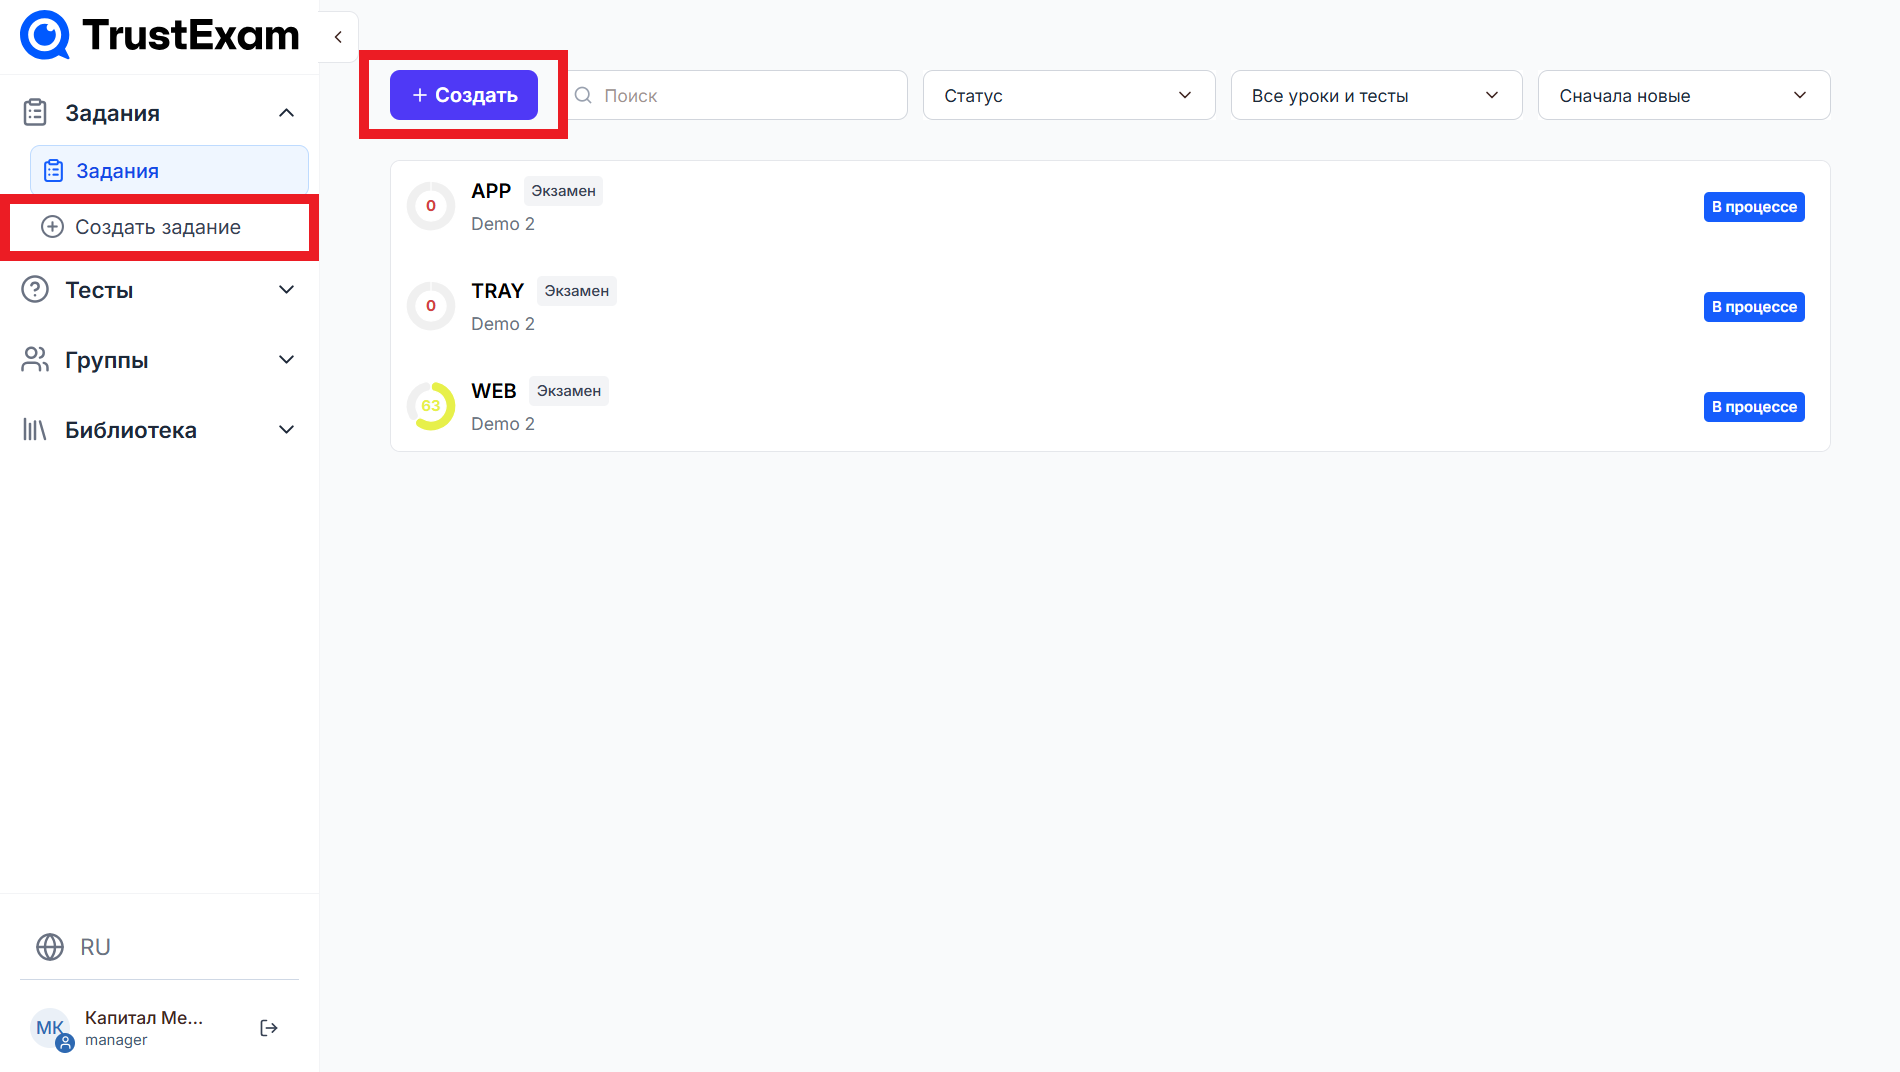 TrustExam
Задания
Задания
Создать задание
Тесты
Группы
Библиотека
RU
MK
Капитал Ме...
manager
+ Создать
Поиск
Статус
Все уроки и тесты
Сначала новые
0
APP Экзамен
Demo 2
В процессе
0
TRAY Экзамен
Demo 2
В процессе
63
WEB Экзамен
Demo 2
В процессе